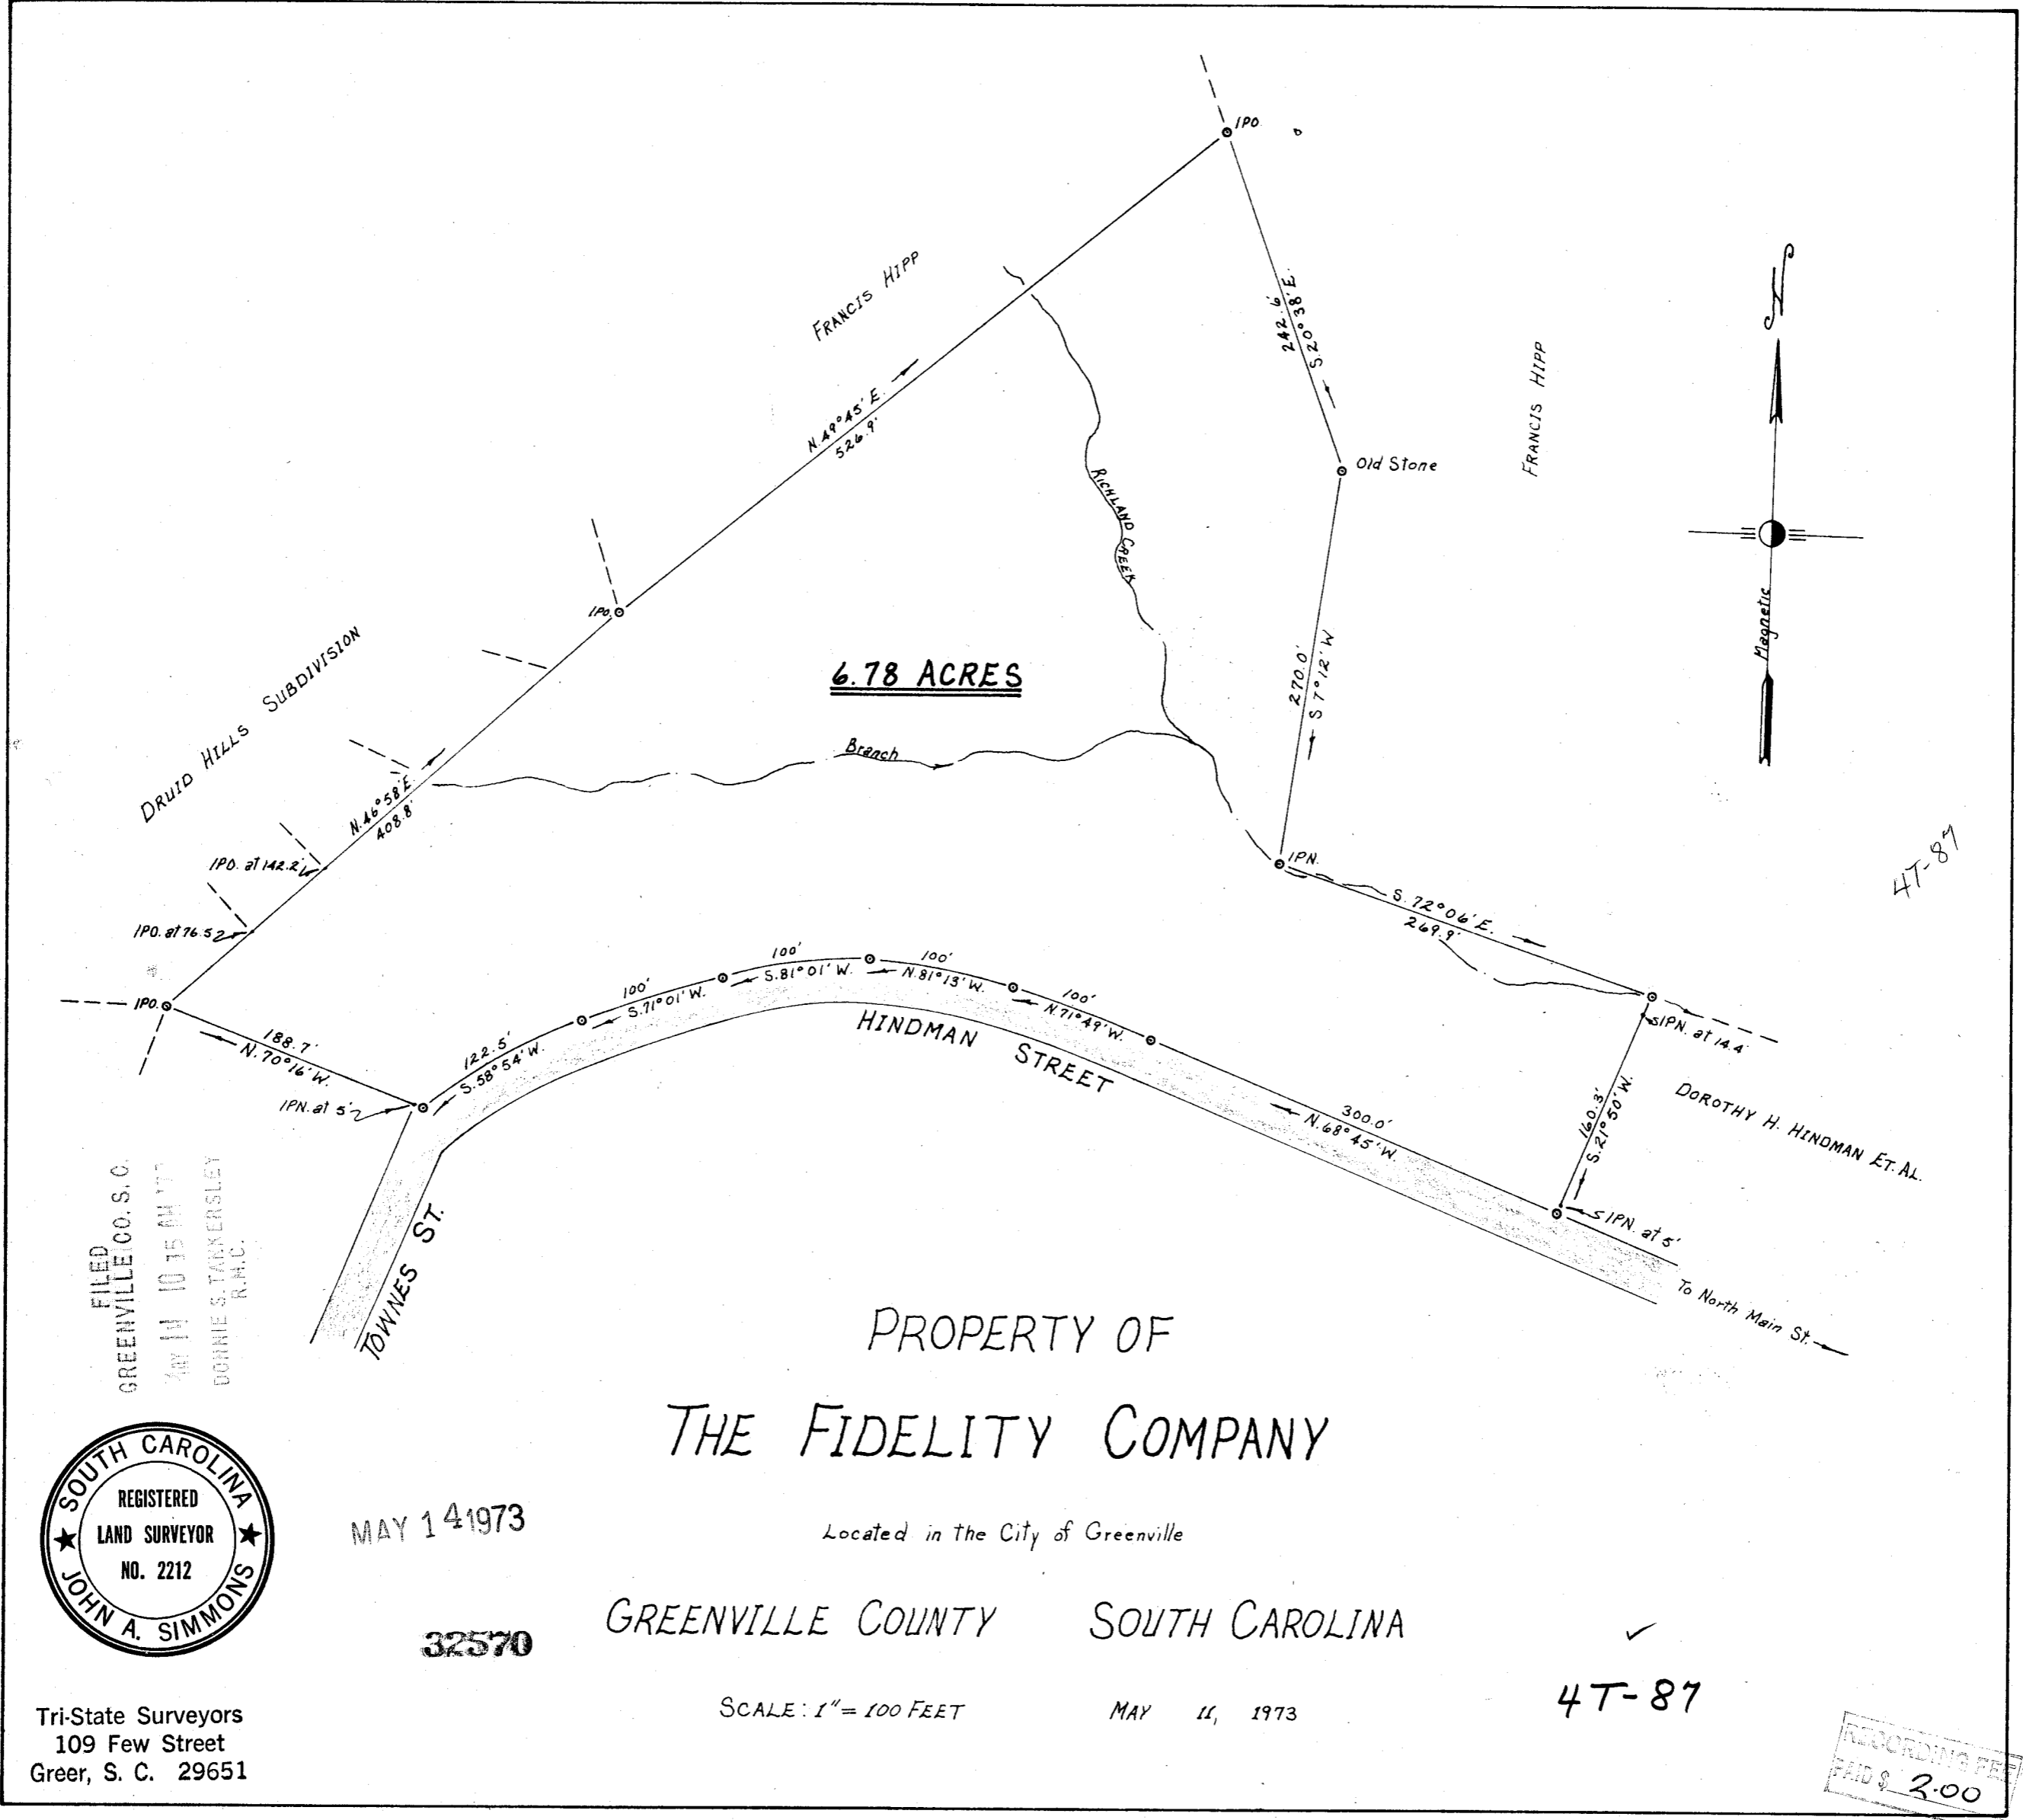 IPO
FRANCIS HIPP
242.6'
S.20°38'E.
FRANCIS HIPP
N.49°45'E.
526.9'
Old Stone
RICHLAND CREEK
IPO.
Magnetic
DRUID HILLS SUBDIVISION
6.78 ACRES
270.0'
S 7°12' W
Branch
N.46°58'E.
408.8'
IPO. at 142.2'
IPN.
4T-87
S. 72°06' E.
269.9'
IPO. at 76.5
IPO.
100'
S.71°01' W.
100'
S.81°01' W.
100'
N.81°13' W.
100'
N.71°49' W.
HINDMAN STREET
IPN. at 14.4'
188.7'
N.70°16' W.
122.5'
S.58°54' W.
IPN. at 5'
300.0'
N.68°45' W.
160.3'
S.21°50' W.
DOROTHY H. HINDMAN ET. AL.
IPN. at 5'
TOWNES ST.
To North Main St.
FILED
GREENVILLE CO. S. C.
10 15 AM
DONNIE S. TANKERSLEY
R.M.C.
PROPERTY OF
THE FIDELITY COMPANY
SOUTH CAROLINA
REGISTERED
LAND SURVEYOR
NO. 2212
JOHN A. SIMMONS
MAY 14 1973
Located in the City of Greenville
32570
GREENVILLE COUNTY SOUTH CAROLINA
SCALE: 1" = 100 FEET MAY 11, 1973
4T-87
Tri-State Surveyors
109 Few Street
Greer, S. C. 29651
RECORDING FEE
PAID $ 2.00